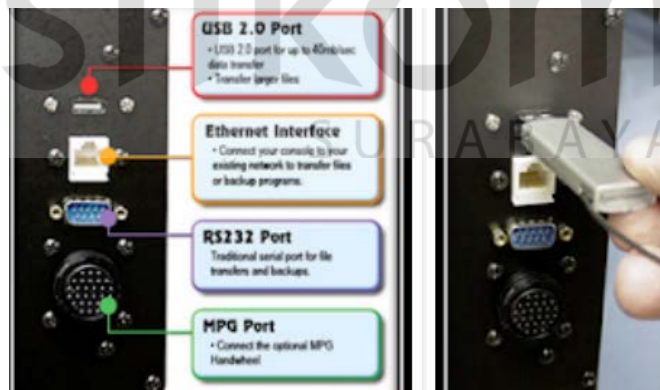 USB 2.0 Port
• USB 2.0 port for up to 40mb/sec
data transfer
• Transfer larger files
Ethernet Interface
• Connect your console to your
existing network to transfer files
or backup programs.
RS232 Port
Traditional serial port for file
transfers and backups.
MPG Port
• Connect the optional MPG
Handwheel
SURABAYA